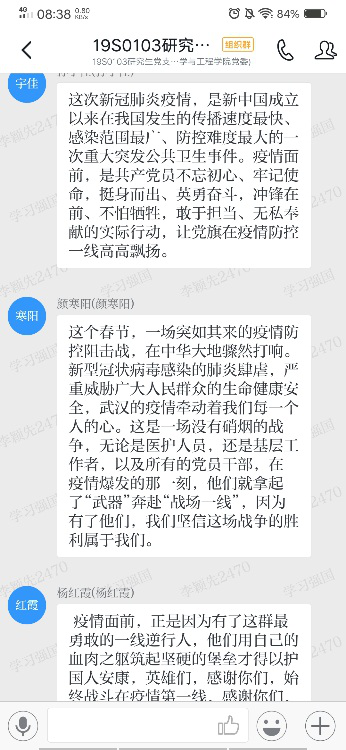 4G 08:38 0.80 KB/s 84%
19S0103研究… 组织群
19S0103研究生党支…学与工程学院党委)
宇佳
这次新冠肺炎疫情，是新中国成立
以来在我国发生的传播速度最快、
感染范围最广、防控难度最大的一
次重大突发公共卫生事件。疫情面
前，是共产党员不忘初心、牢记使
命，挺身而出、英勇奋斗，冲锋在
前、不怕牺牲，敢于担当、无私奉
献的实际行动，让党旗在疫情防控
一线高高飘扬。
颜寒阳(颜寒阳)
寒阳
这个春节，一场突如其来的疫情防
控阻击战，在中华大地骤然打响。
新型冠状病毒感染的肺炎肆虐，严
重威胁广大人民群众的生命健康安
全，武汉的疫情牵动着我们每一个
人的心。这是一场没有硝烟的战
争，无论是医护人员，还是基层工
作者，以及所有的党员干部，在
疫情爆发的那一刻，他们就拿起
了“武器”奔赴“战场一线”，因为
有了他们，我们坚信这场战争的胜
利属于我们。
杨红霞(杨红霞)
红霞
疫情面前，正是因为有了这群最
勇敢的一线逆行人，他们用自己的
血肉之躯筑起坚硬的堡垒才得以护
国人安康，英雄们，感谢你们，始
终战斗在疫情第一线，感谢你们，
学习强国
李颖先2470